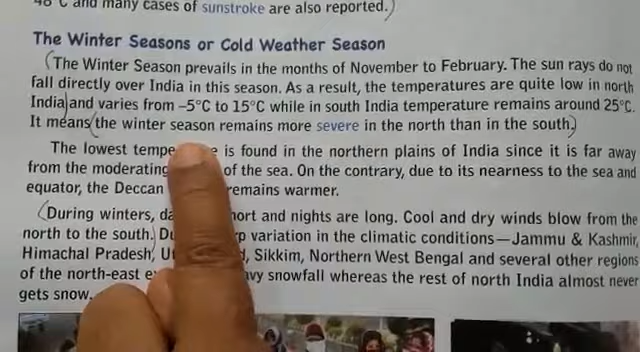 48°C and many cases of sunstroke are also reported.)
The Winter Seasons or Cold Weather Season
(The Winter Season prevails in the months of November to February. The sun rays do not
fall directly over India in this season. As a result, the temperatures are quite low in north
India) and varies from –5°C to 15°C while in south India temperature remains around 25°C.
It means (the winter season remains more severe in the north than in the south.)
The lowest tempe is found in the northern plains of India since it is far away
from the moderating of the sea. On the contrary, due to its nearness to the sea and
equator, the Deccan remains warmer.
(During winters, da hort and nights are long. Cool and dry winds blow from the
north to the south.) Du rp variation in the climatic conditions—Jammu & Kashmir,
Himachal Pradesh, Ut d, Sikkim, Northern West Bengal and several other regions
of the north-east e avy snowfall whereas the rest of north India almost never
gets snow.